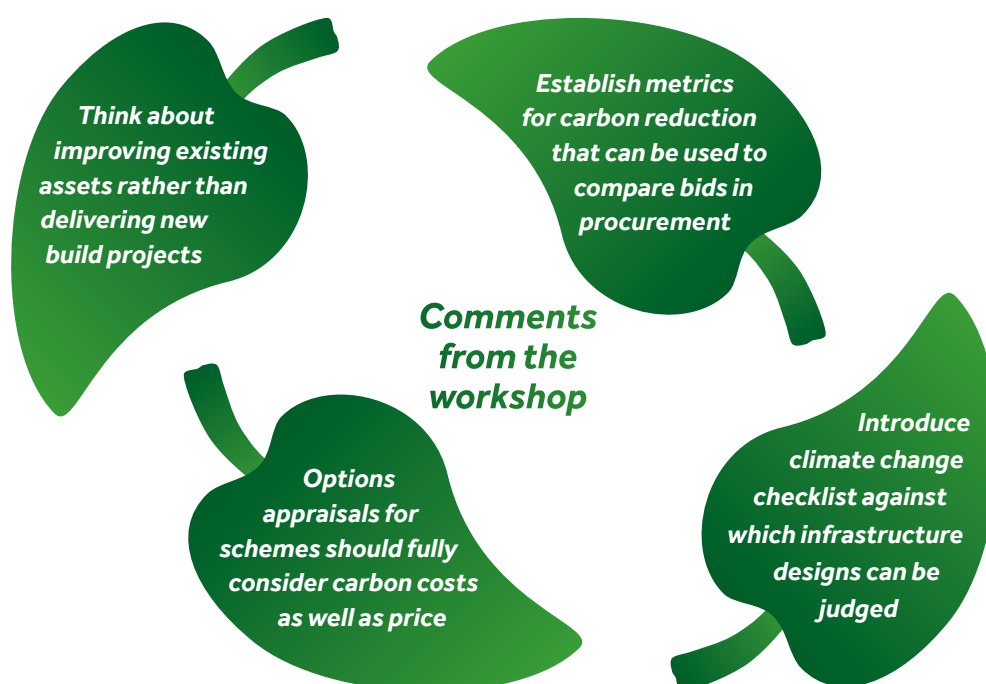 Think about
improving existing
assets rather than
delivering new
build projects
Establish metrics
for carbon reduction
that can be used to
compare bids in
procurement
Comments
from the
workshop
Options
appraisals for
schemes should fully
consider carbon costs
as well as price
Introduce
climate change
checklist against
which infrastructure
designs can be
judged